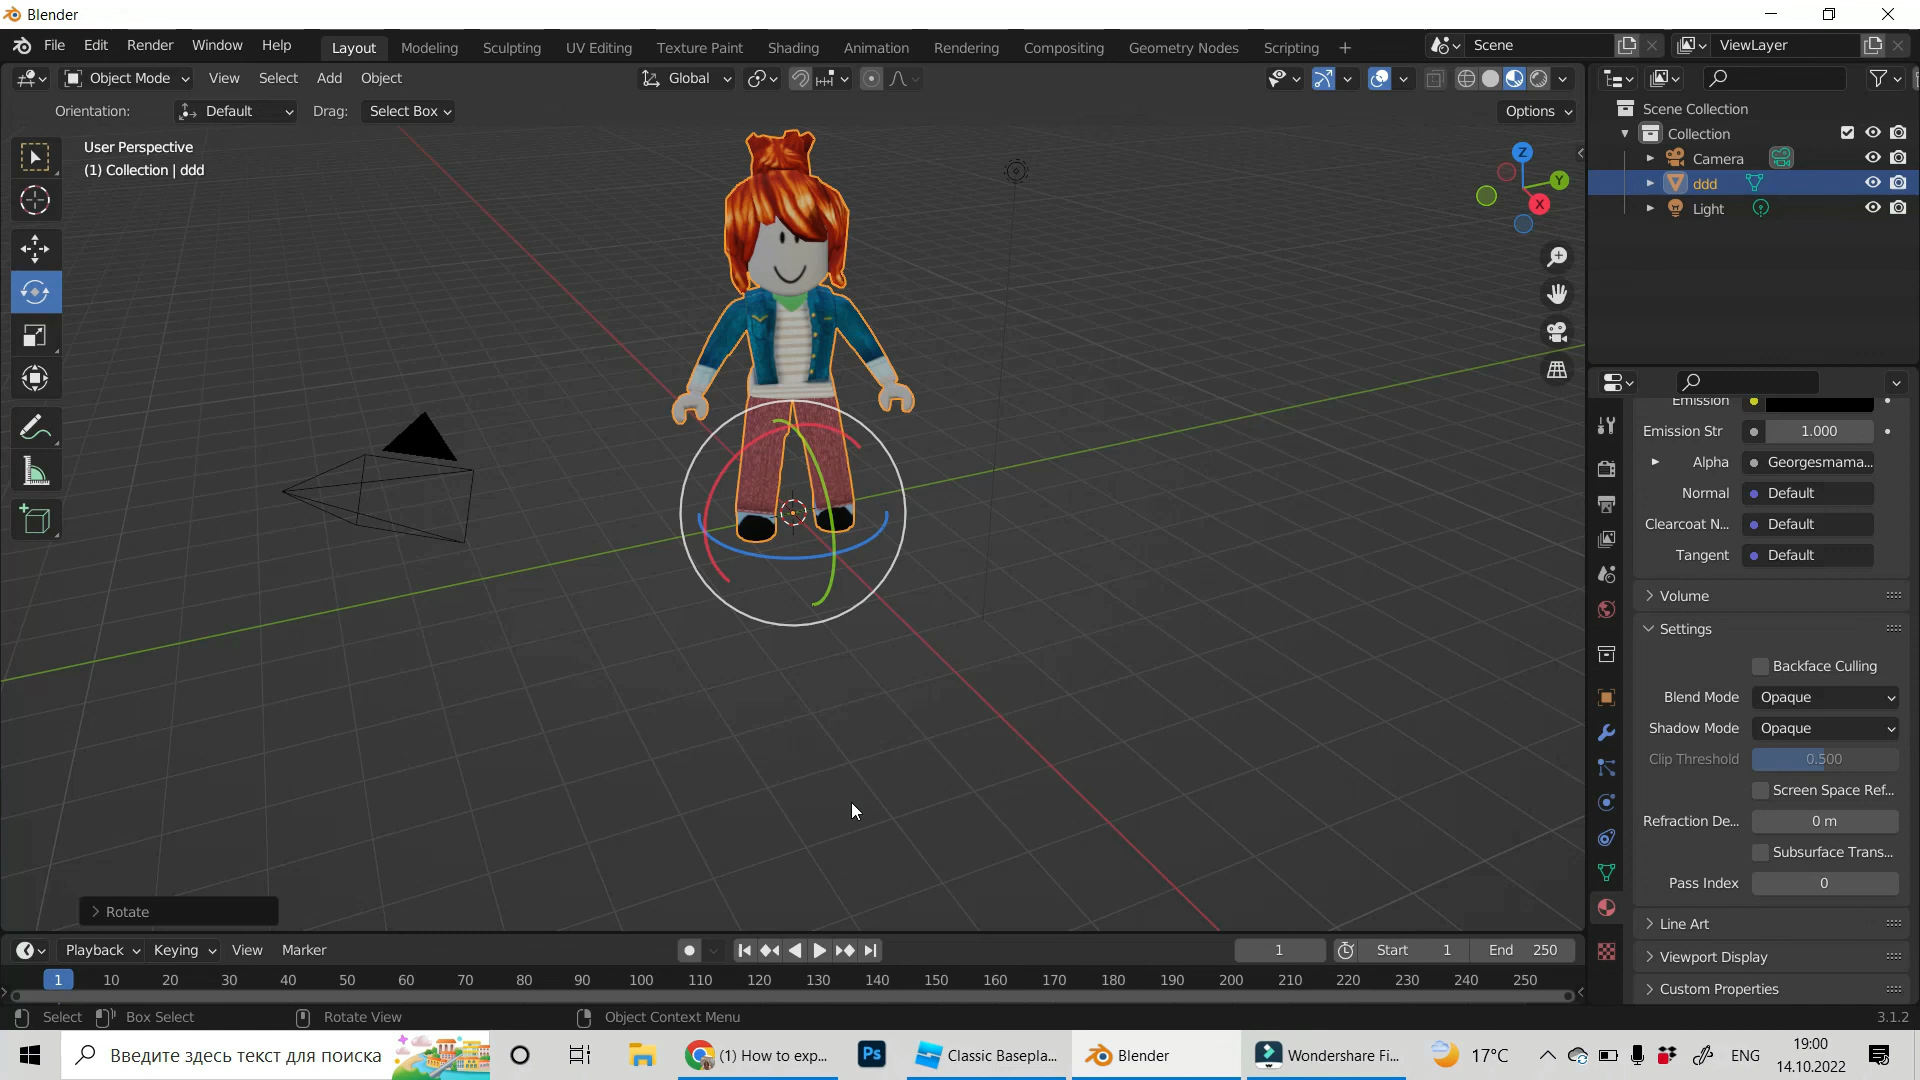 Blender
File Edit Render Window Help Layout Modeling Sculpting UV Editing Texture Paint Shading Animation Rendering Compositing Geometry Nodes Scripting + Scene ViewLayer
Object Mode View Select Add Object Global
Orientation: Default Drag: Select Box Options
User Perspective
(1) Collection | ddd
Z
Y
X
Scene Collection
Collection
Camera
ddd
Light
Emission
Emission Str 1.000
Alpha Georgesmama...
Normal Default
Clearcoat N... Default
Tangent Default
Volume
Settings
Backface Culling
Blend Mode Opaque
Shadow Mode Opaque
Clip Threshold 0.500
Screen Space Ref...
Refraction De... 0 m
Subsurface Trans...
Pass Index 0
Line Art
Viewport Display
Custom Properties
Rotate
Playback Keying View Marker 1 Start 1 End 250
1 10 20 30 40 50 60 70 80 90 100 110 120 130 140 150 160 170 180 190 200 210 220 230 240 250
Select Box Select Rotate View Object Context Menu 3.1.2
Введите здесь текст для поиска (1) How to exp... Ps Classic Basepla... Blender Wondershare Fi... 17°C ENG 19:00
14.10.2022